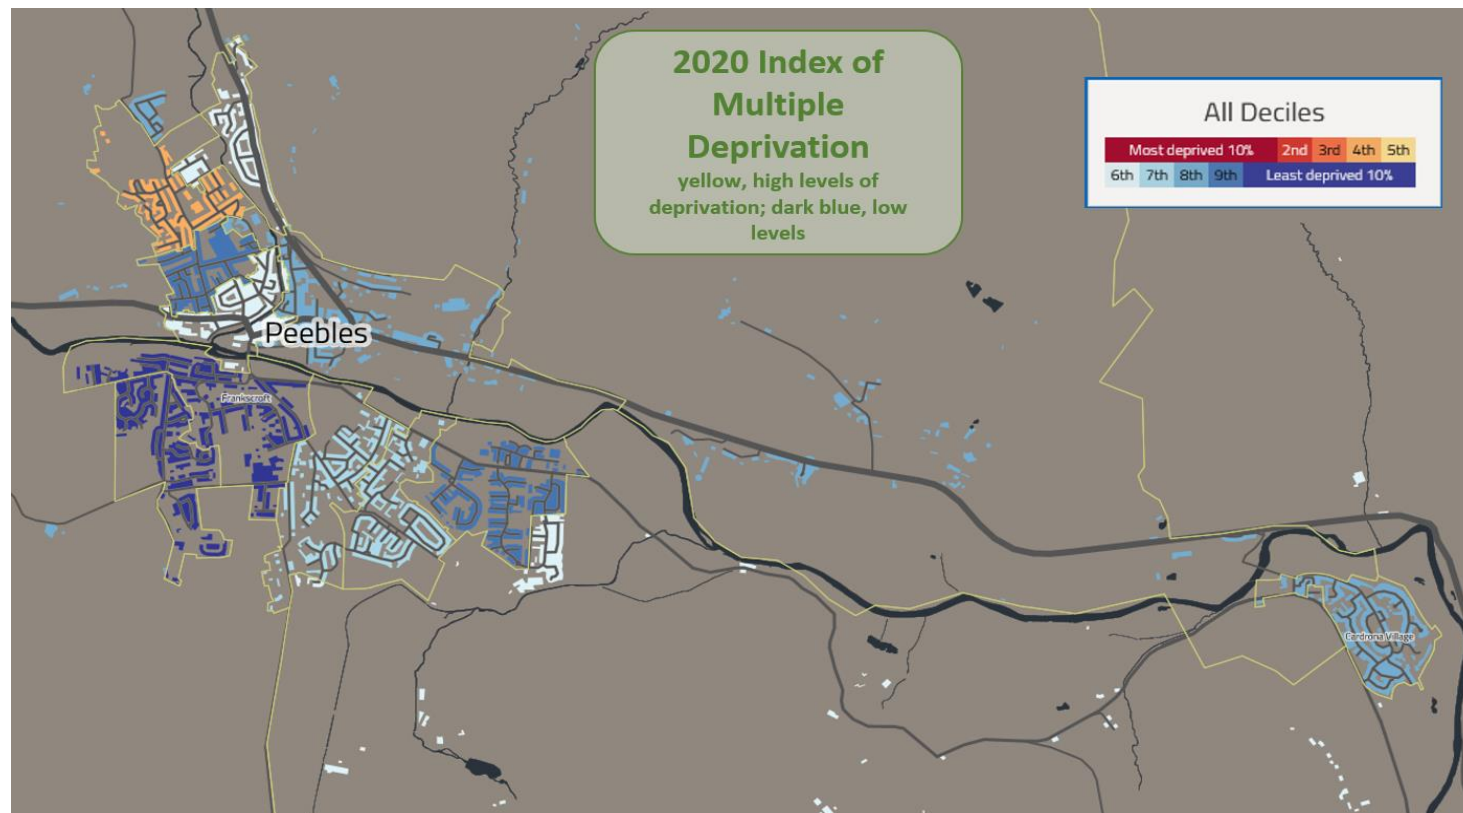 2020 Index of
Multiple
Deprivation
yellow, high levels of
deprivation; dark blue, low
levels
All Deciles
Most deprived 10% 2nd 3rd 4th 5th
6th 7th 8th 9th Least deprived 10%
Peebles
Frankscroft
Cardrona Village